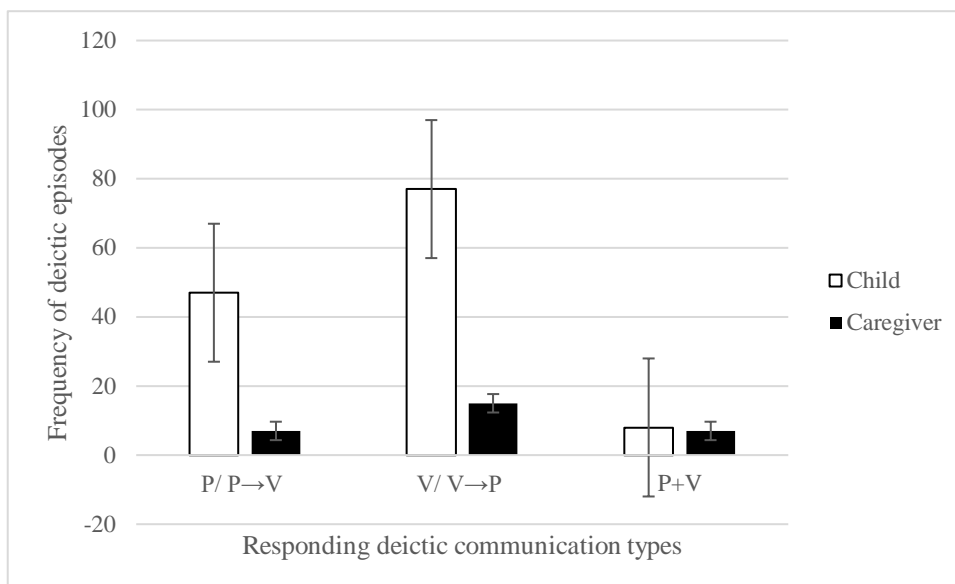 120
100
80
60
40
20
0
-20
Frequency of deictic episodes
P/ P→V
V/ V→P
P+V
Responding deictic communication types
Child
Caregiver